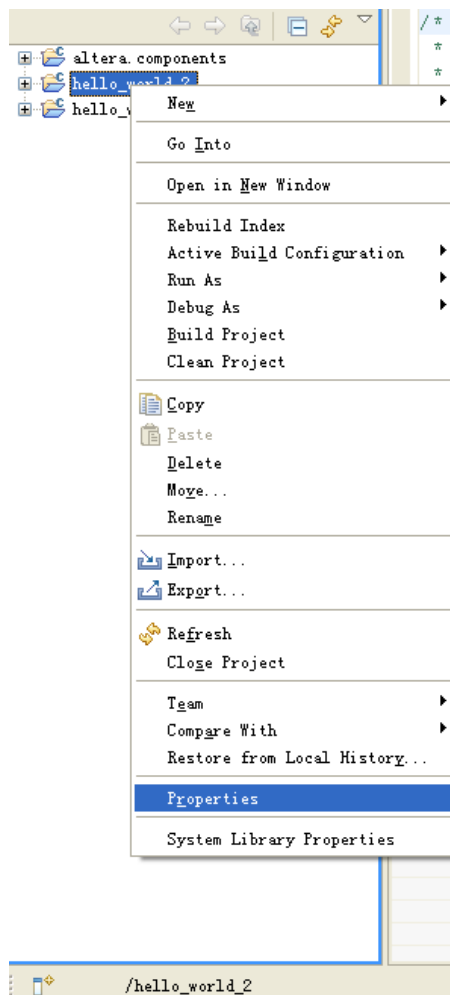 /*
altera.components
*
hello_world_2
*
hello_
New
Go Into
Open in New Window
Rebuild Index
Active Build Configuration
Run As
Debug As
Build Project
Clean Project
Copy
Paste
Delete
Move...
Rename
Import...
Export...
Refresh
Close Project
Team
Compare With
Restore from Local History...
Properties
System Library Properties
/hello_world_2